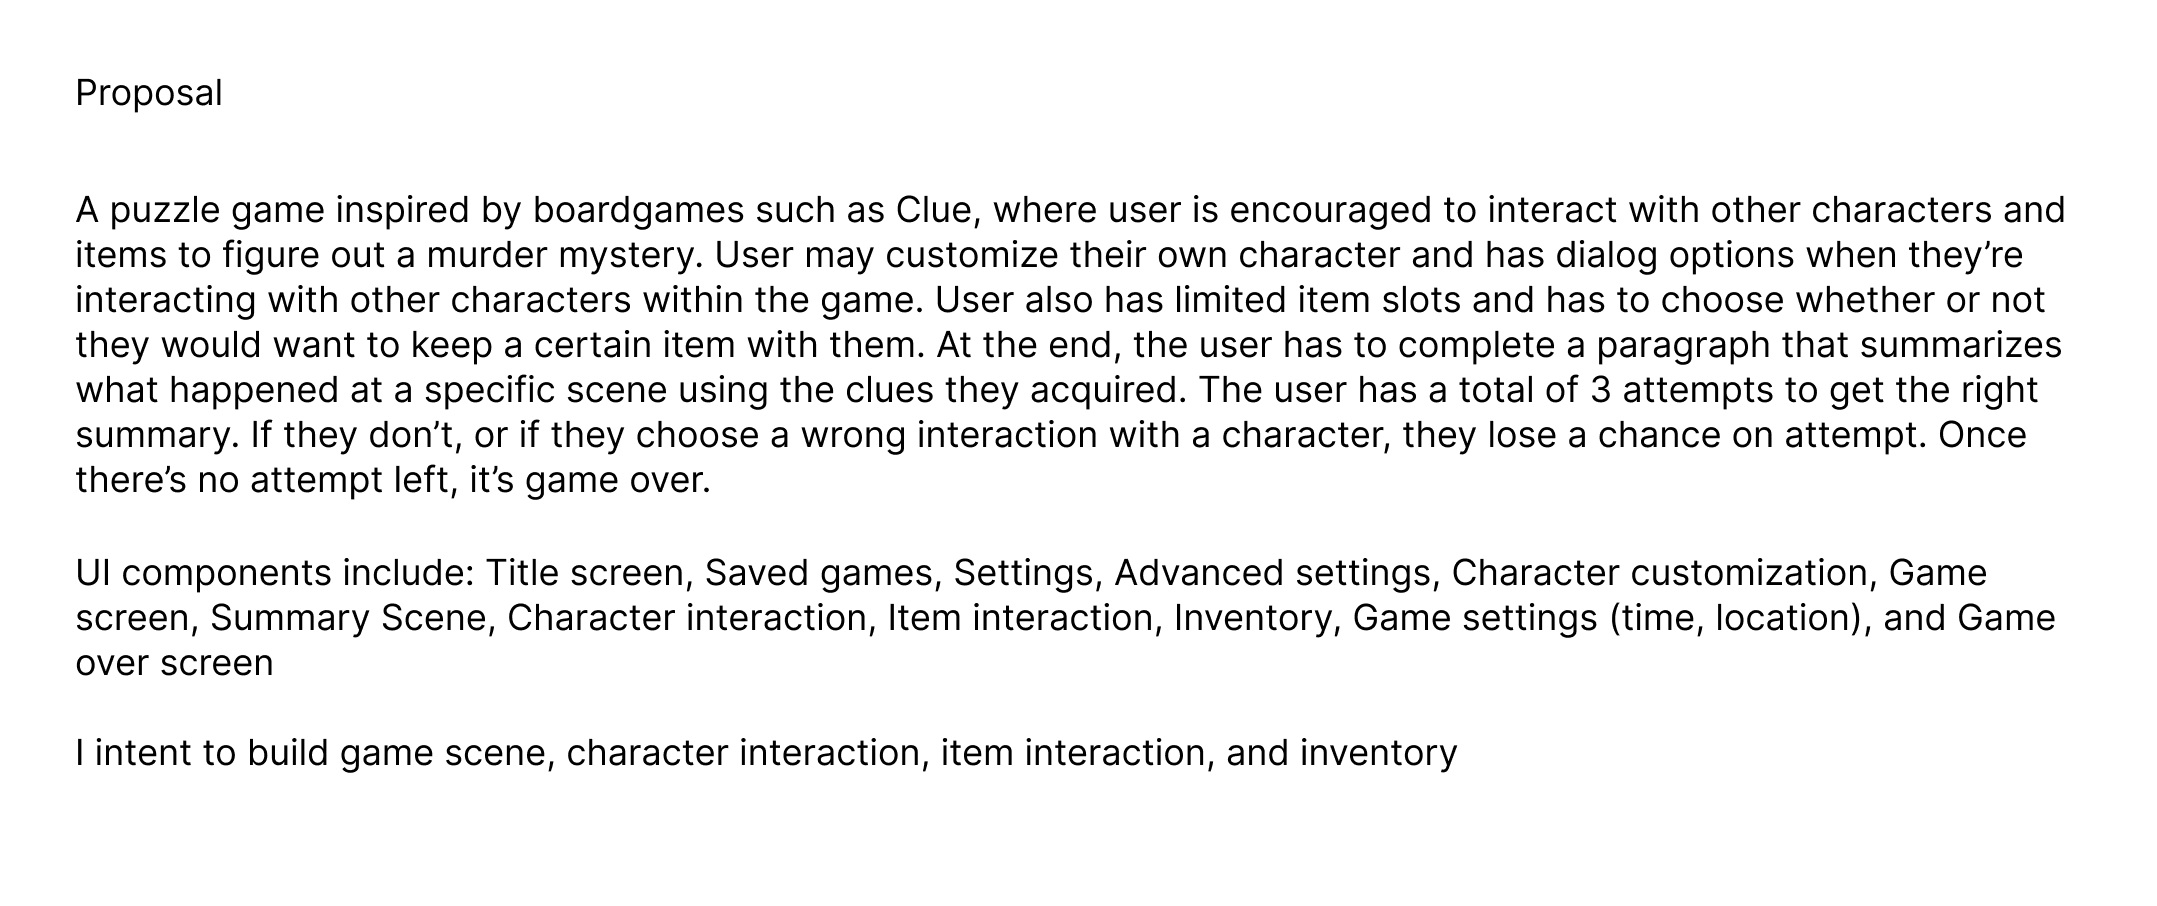 Proposal
A puzzle game inspired by boardgames such as Clue, where user is encouraged to interact with other characters and
items to figure out a murder mystery. User may customize their own character and has dialog options when they’re
interacting with other characters within the game. User also has limited item slots and has to choose whether or not
they would want to keep a certain item with them. At the end, the user has to complete a paragraph that summarizes
what happened at a specific scene using the clues they acquired. The user has a total of 3 attempts to get the right
summary. If they don’t, or if they choose a wrong interaction with a character, they lose a chance on attempt. Once
there’s no attempt left, it’s game over.
UI components include: Title screen, Saved games, Settings, Advanced settings, Character customization, Game
screen, Summary Scene, Character interaction, Item interaction, Inventory, Game settings (time, location), and Game
over screen
I intent to build game scene, character interaction, item interaction, and inventory